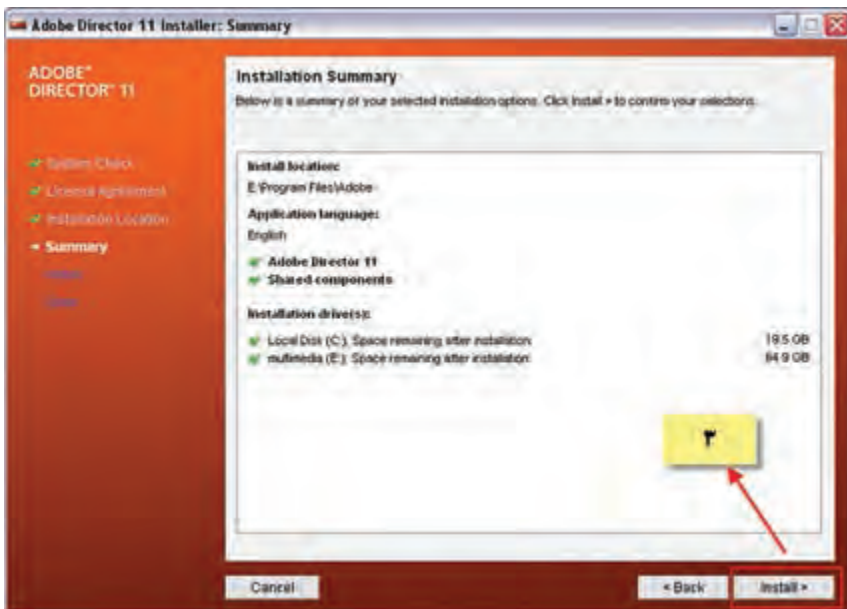 Adobe Director 11 Installer: Summary
ADOBE®
DIRECTOR® 11
System Check
License Agreement
Installation Location
Summary
Installation Summary
Below is a summary of your selected installation options. Click Install > to confirm your selections.
Install location:
E:\Program Files\Adobe
Application language:
English
Adobe Director 11
Shared components
Installation drive(s):
Local Disk (C:): Space remaining after installation 19.5 GB
multimedia (E:): Space remaining after installation 84.9 GB
۳
Cancel
< Back
Install >